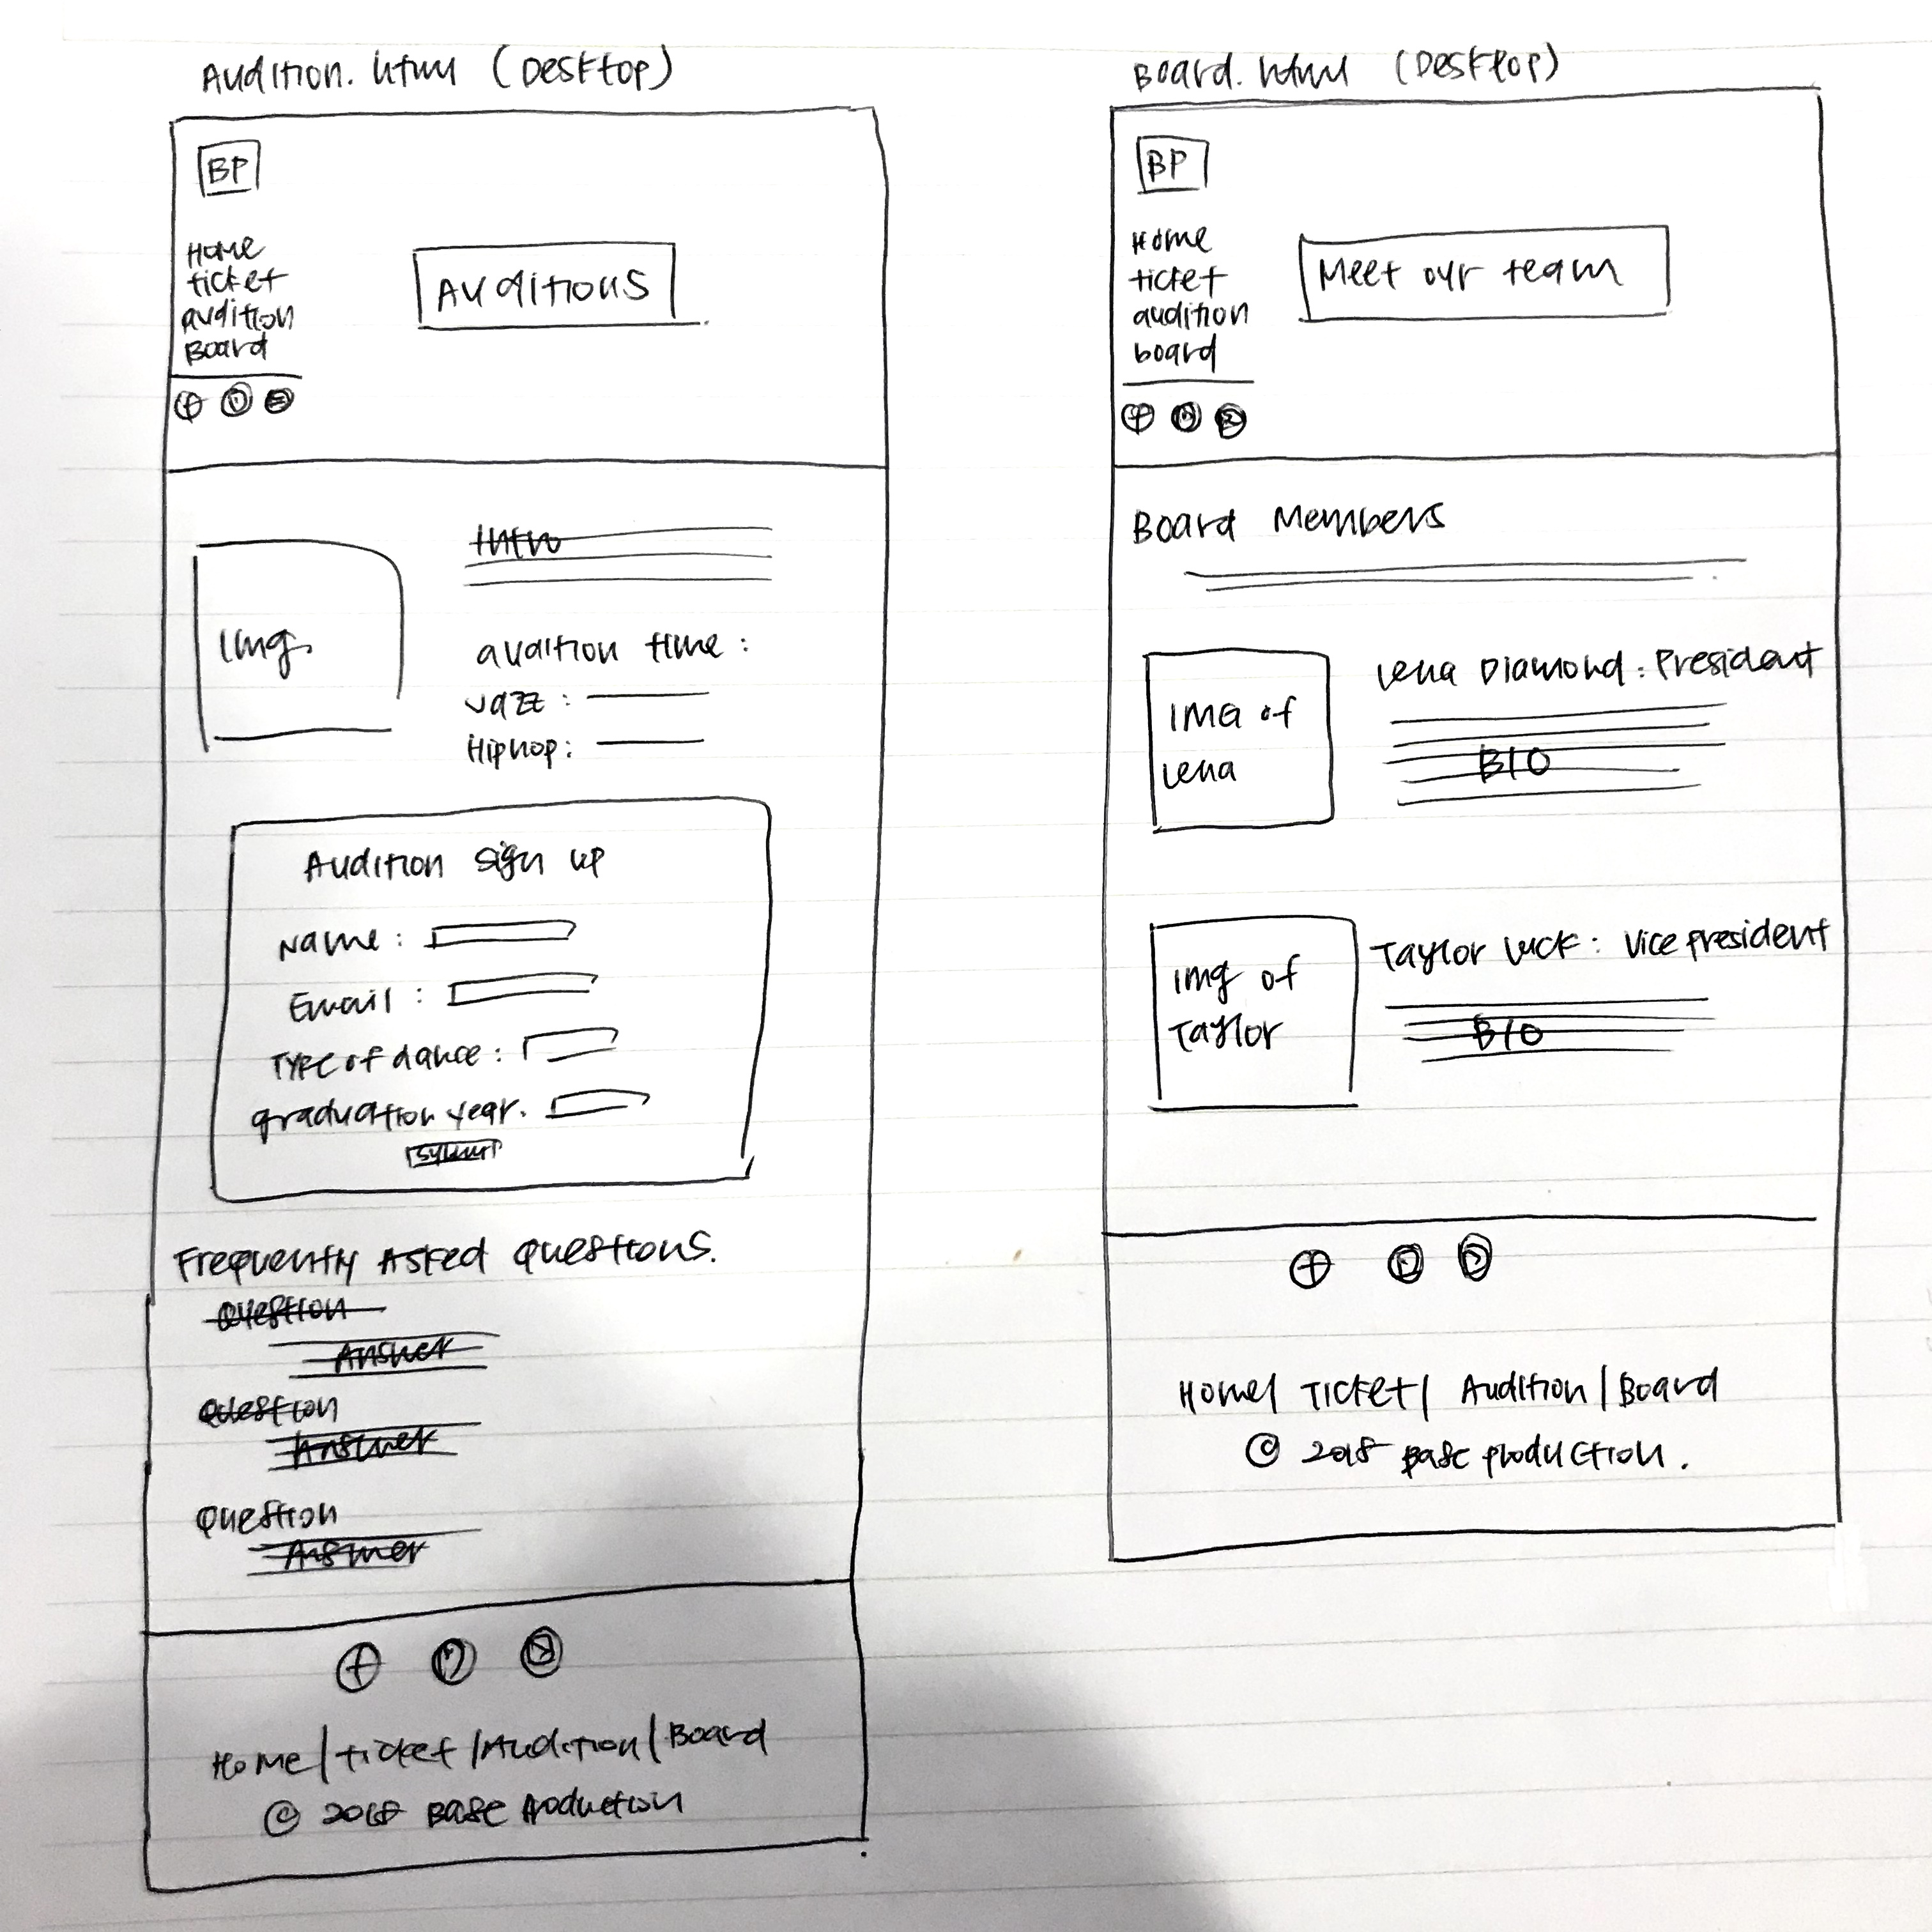 Audition.html (Desktop)
BP
Home
ticket
audition
Board
AUditions
Intro
Img.
audition time :
Jazz :
Hiphop :
Audition sign up
Name :
Email :
TYPE of dance :
graduation year.
Submit
Frequently Asked Questions.
Question
Answer
Question
Answer
Question
Answer
Home / ticket / Audition / Board
© 2018 Base Production
Board.html (Desktop)
BP
Home
ticket
audition
board
Meet our team
Board Members
IMG of
Lena
Lena Diamond : President
BIO
Img of
Taylor
Taylor Luck : Vice President
BIO
Home / Ticket / Audition / Board
© 2018 Base Production.